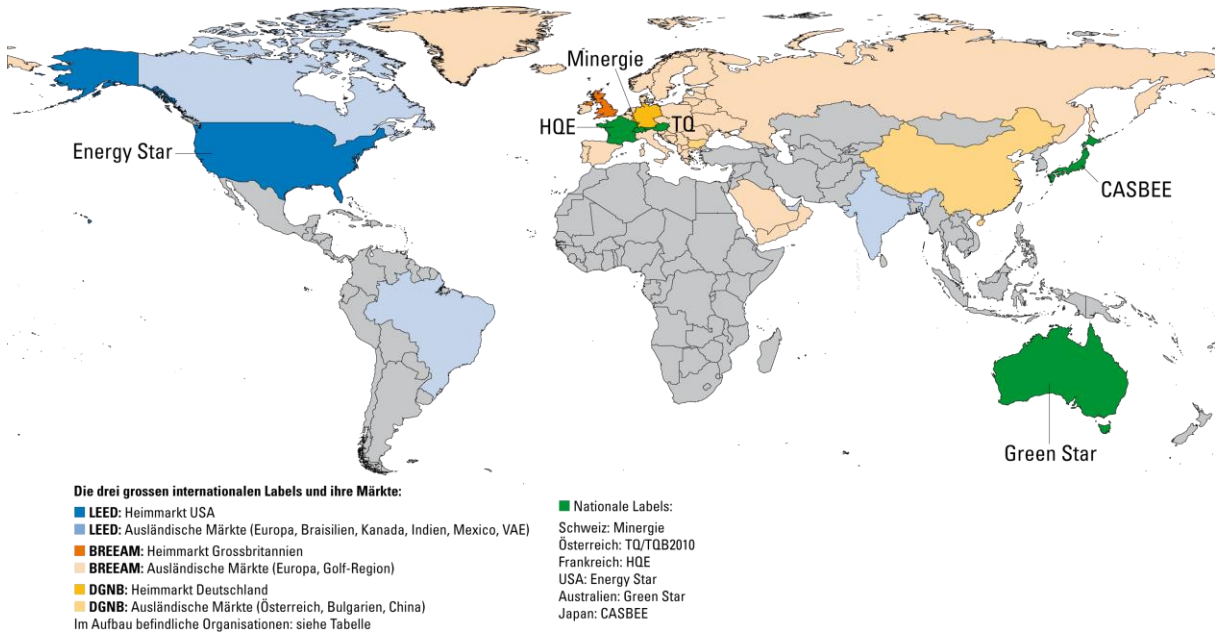 Minergie
HQE
TQ
Energy Star
CASBEE
Green Star
Die drei grossen internationalen Labels und ihre Märkte:
LEED: Heimmarkt USA
LEED: Ausländische Märkte (Europa, Braisilien, Kanada, Indien, Mexico, VAE)
BREEAM: Heimmarkt Grossbritannien
BREEAM: Ausländische Märkte (Europa, Golf-Region)
DGNB: Heimmarkt Deutschland
DGNB: Ausländische Märkte (Österreich, Bulgarien, China)
Im Aufbau befindliche Organisationen: siehe Tabelle
Nationale Labels:
Schweiz: Minergie
Österreich: TQ/TQB2010
Frankreich: HQE
USA: Energy Star
Australien: Green Star
Japan: CASBEE